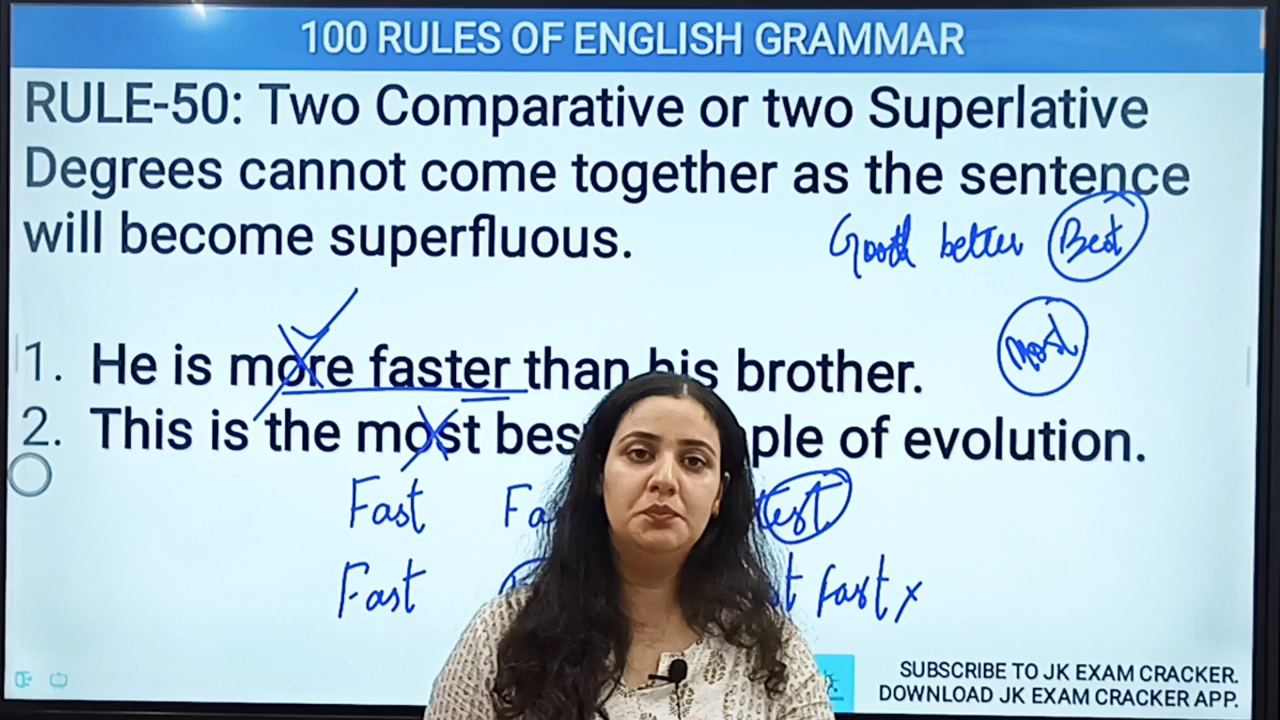 100 RULES OF ENGLISH GRAMMAR
RULE-50: Two Comparative or two Superlative
Degrees cannot come together as the sentence
will become superfluous.
Good better Best
Most
1. He is more faster than his brother.
2. This is the most bes ple of evolution.
Fast Fa test
Fast t fast x
SUBSCRIBE TO JK EXAM CRACKER.
DOWNLOAD JK EXAM CRACKER APP.